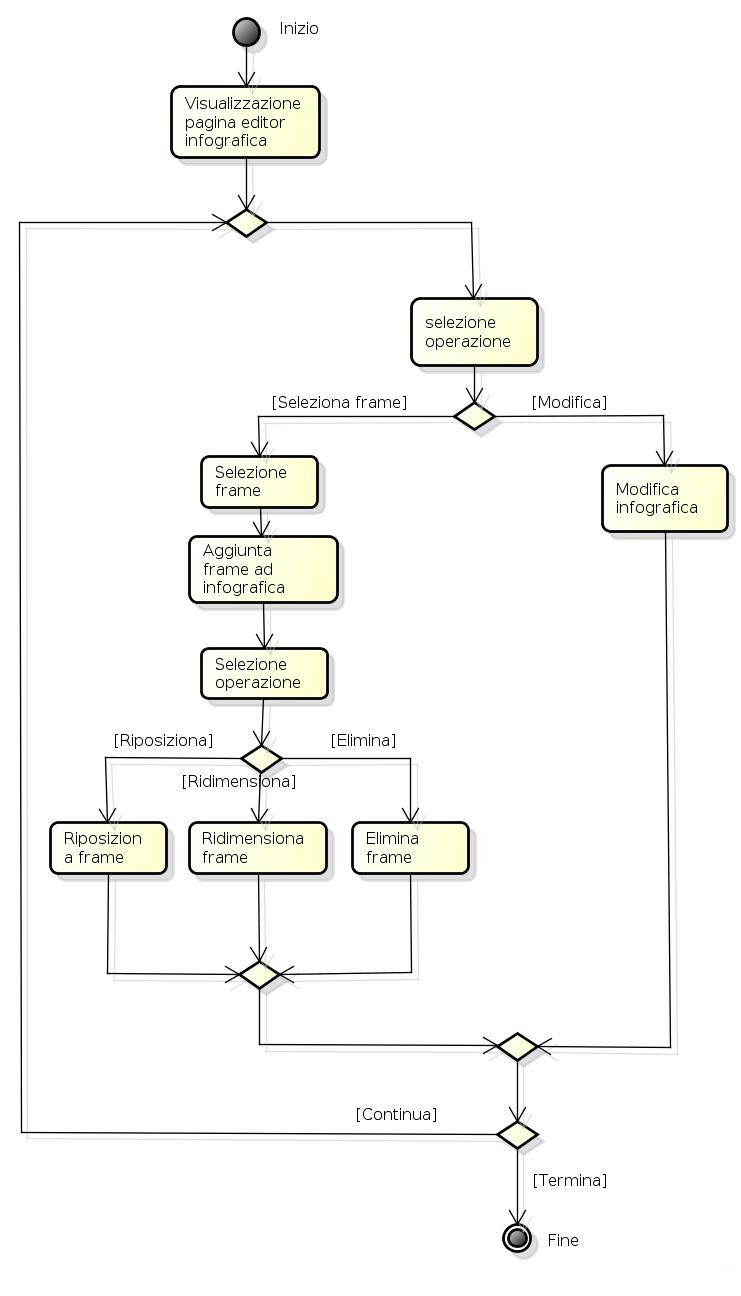 Inizio
Visualizzazione
pagina editor
infografica
selezione
operazione
[Seleziona frame]
[Modifica]
Selezione
frame
Modifica
infografica
Aggiunta
frame ad
infografica
Selezione
operazione
[Riposiziona]
[Elimina]
[Ridimensiona]
Riposizion
a frame
Ridimensiona
frame
Elimina
frame
[Continua]
[Termina]
Fine